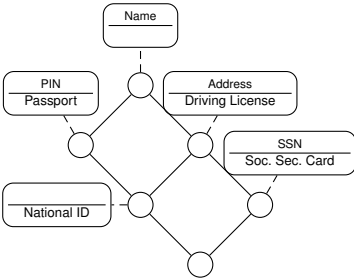 Name
PIN
Passport
Address
Driving License
SSN
Soc. Sec. Card
National ID